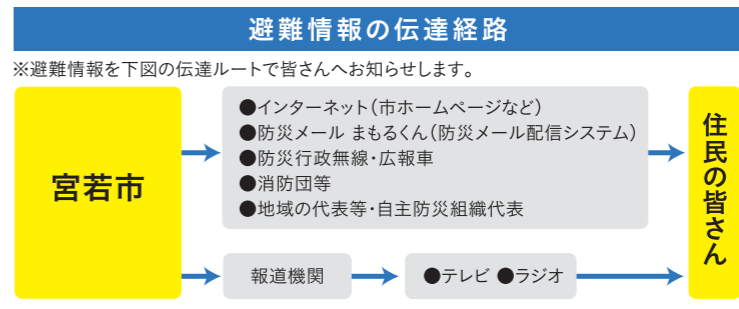 避難情報の伝達経路
※避難情報を下図の伝達ルートで皆さんへお知らせします。
宮若市
●インターネット（市ホームページなど）
●防災メール まもるくん（防災メール配信システム）
●防災行政無線・広報車
●消防団等
●地域の代表等・自主防災組織代表
報道機関
●テレビ ●ラジオ
住民の皆さん